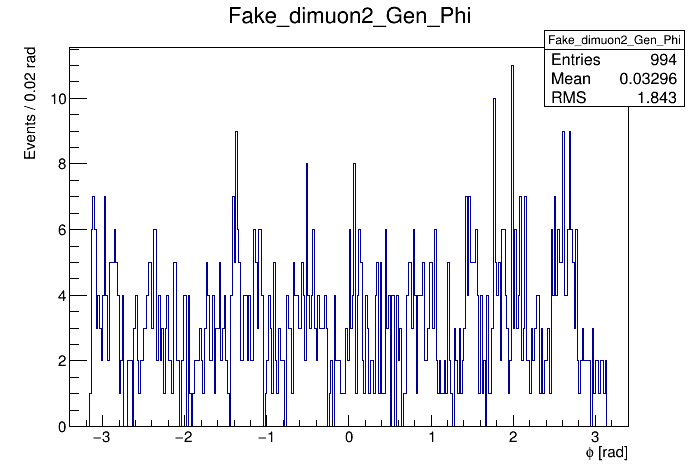 Fake_dimuon2_Gen_Phi
Fake_dimuon2_Gen_Phi
Entries 994
Mean 0.03296
RMS 1.843
Events / 0.02 rad
10
8
6
4
2
0
−3 −2 −1 0 1 2 3
ϕ [rad]